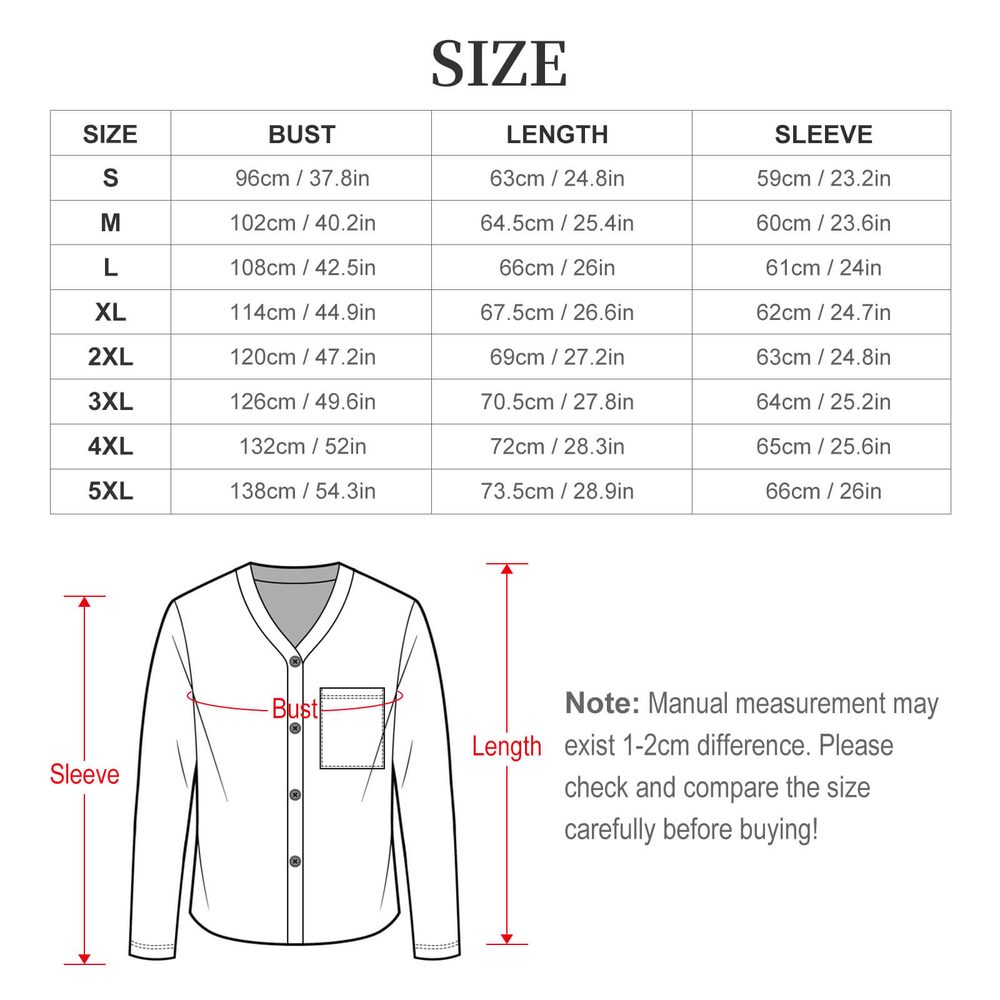 SIZE
SIZE BUST LENGTH SLEEVE
S 96cm / 37.8in 63cm / 24.8in 59cm / 23.2in
M 102cm / 40.2in 64.5cm / 25.4in 60cm / 23.6in
L 108cm / 42.5in 66cm / 26in 61cm / 24in
XL 114cm / 44.9in 67.5cm / 26.6in 62cm / 24.7in
2XL 120cm / 47.2in 69cm / 27.2in 63cm / 24.8in
3XL 126cm / 49.6in 70.5cm / 27.8in 64cm / 25.2in
4XL 132cm / 52in 72cm / 28.3in 65cm / 25.6in
5XL 138cm / 54.3in 73.5cm / 28.9in 66cm / 26in
Bust
Sleeve
Length
Note: Manual measurement may
exist 1-2cm difference. Please
check and compare the size
carefully before buying!